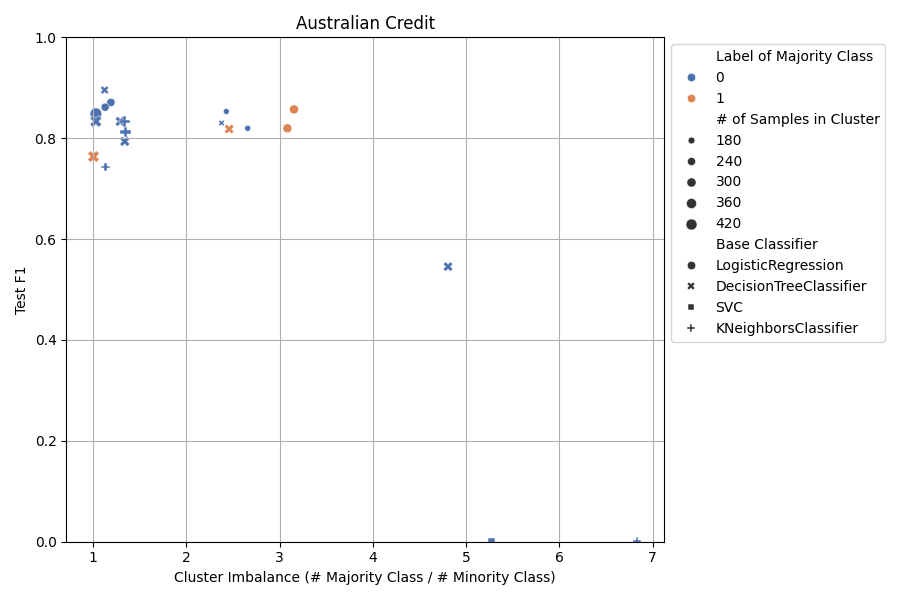 Australian Credit
1.0
0.8
0.6
0.4
0.2
0.0
Test F1
1
2
3
4
5
6
7
Cluster Imbalance (# Majority Class / # Minority Class)
Label of Majority Class
0
1
# of Samples in Cluster
180
240
300
360
420
Base Classifier
LogisticRegression
DecisionTreeClassifier
SVC
KNeighborsClassifier